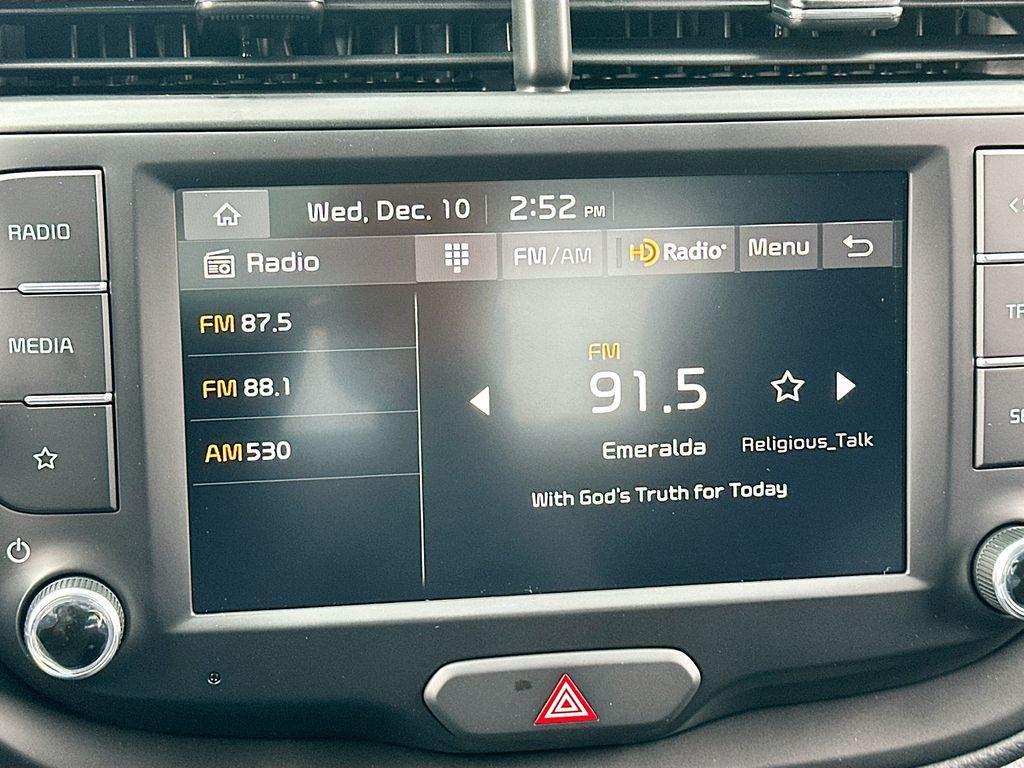 Wed, Dec. 10 2:52 PM
RADIO
Radio FM/AM HD Radio Menu
FM 87.5
MEDIA
FM 88.1
AM 530
FM
91.5
Emeralda Religious_Talk
With God's Truth for Today